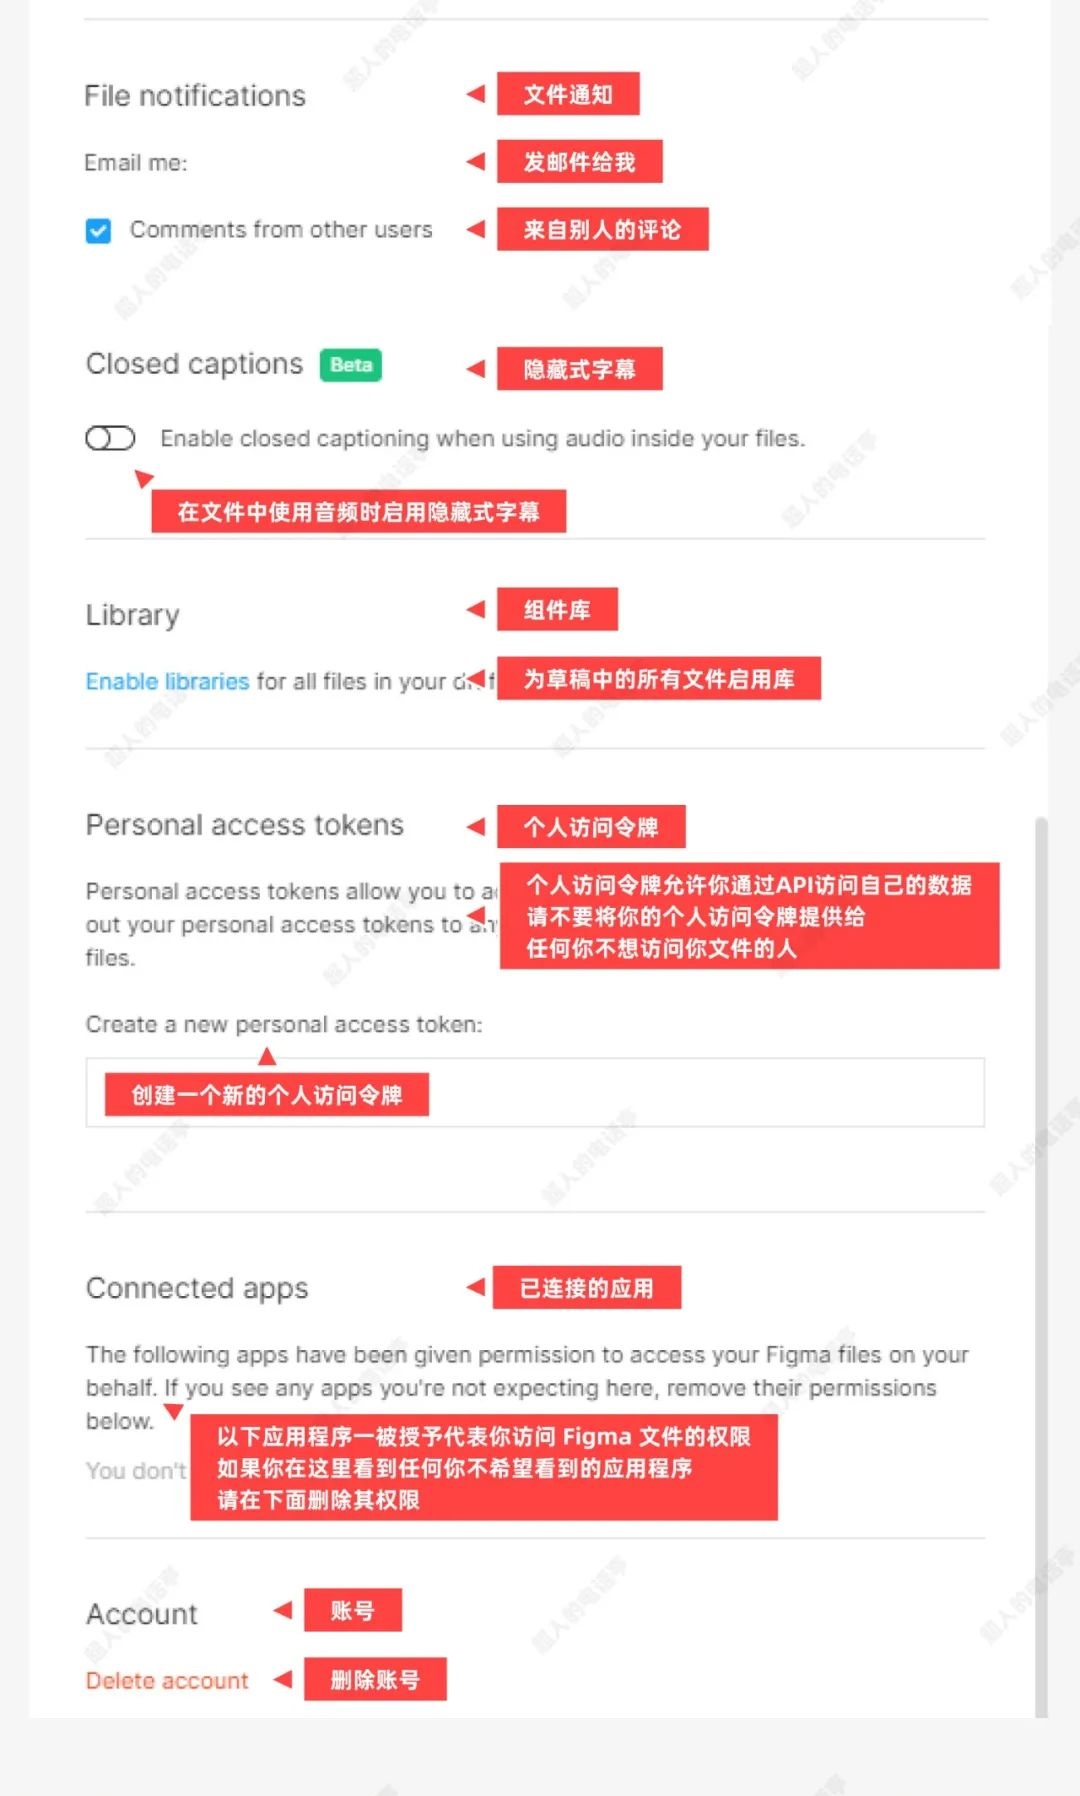 File notifications
文件通知
Email me:
发邮件给我
Comments from other users
来自别人的评论
Closed captions Beta
隐藏式字幕
Enable closed captioning when using audio inside your files.
在文件中使用音频时启用隐藏式字幕
Library
组件库
Enable libraries for all files in your
为草稿中的所有文件启用库
Personal access tokens
个人访问令牌
Personal access tokens allow you to
out your personal access tokens to
files.
个人访问令牌允许你通过API访问自己的数据
请不要将你的个人访问令牌提供给
任何你不想访问你文件的人
Create a new personal access token:
创建一个新的个人访问令牌
Connected apps
已连接的应用
The following apps have been given permission to access your Figma files on your
behalf. If you see any apps you're not expecting here, remove their permissions
below.
You don't
以下应用程序一被授予代表你访问 Figma 文件的权限
如果你在这里看到任何你不希望看到的应用程序
请在下面删除其权限
Account
账号
Delete account
删除账号
超人的电话亭